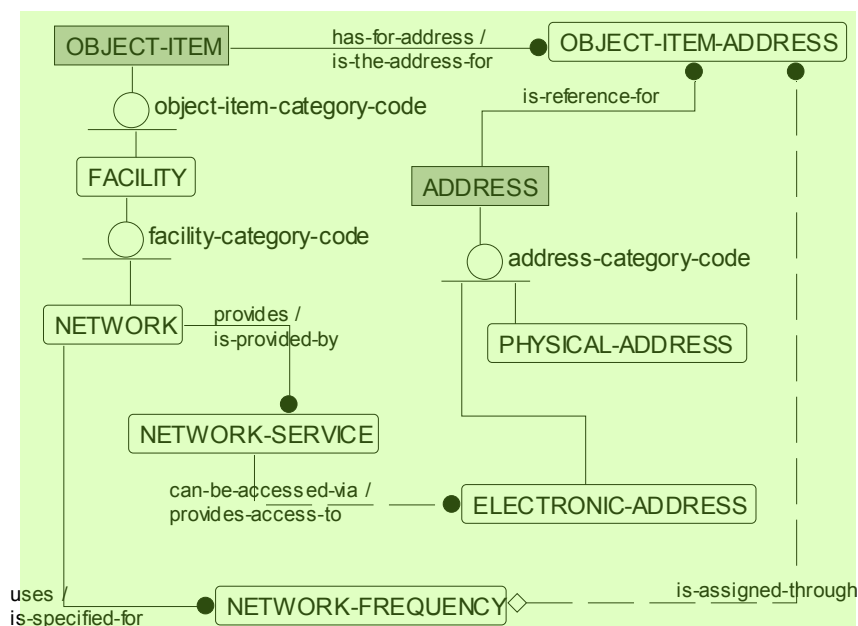 OBJECT-ITEM
has-for-address /
is-the-address-for
OBJECT-ITEM-ADDRESS
object-item-category-code
is-reference-for
FACILITY
ADDRESS
facility-category-code
address-category-code
NETWORK
provides /
is-provided-by
PHYSICAL-ADDRESS
NETWORK-SERVICE
can-be-accessed-via /
provides-access-to
ELECTRONIC-ADDRESS
uses /
is-specified-for
NETWORK-FREQUENCY
is-assigned-through